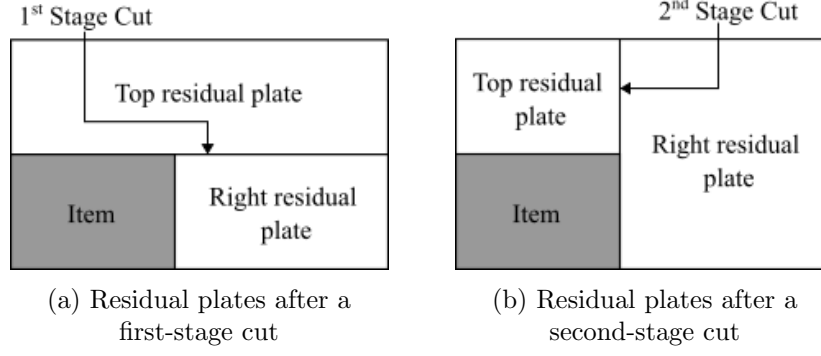 1st Stage Cut
Top residual plate
Item
Right residual
plate
(a) Residual plates after a
first-stage cut
2nd Stage Cut
Top residual
plate
Right residual
plate
Item
(b) Residual plates after a
second-stage cut